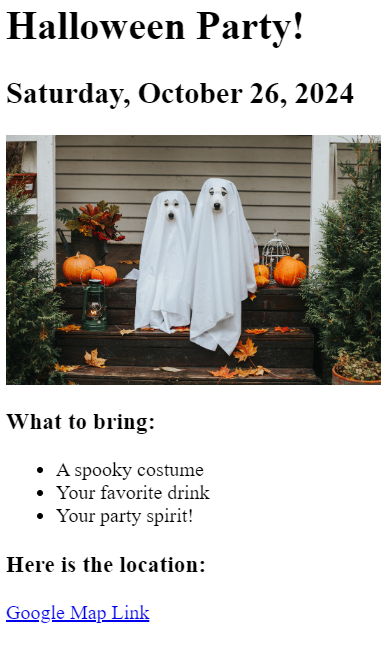 Halloween Party!
Saturday, October 26, 2024
What to bring:
A spooky costume
Your favorite drink
Your party spirit!
Here is the location:
Google Map Link